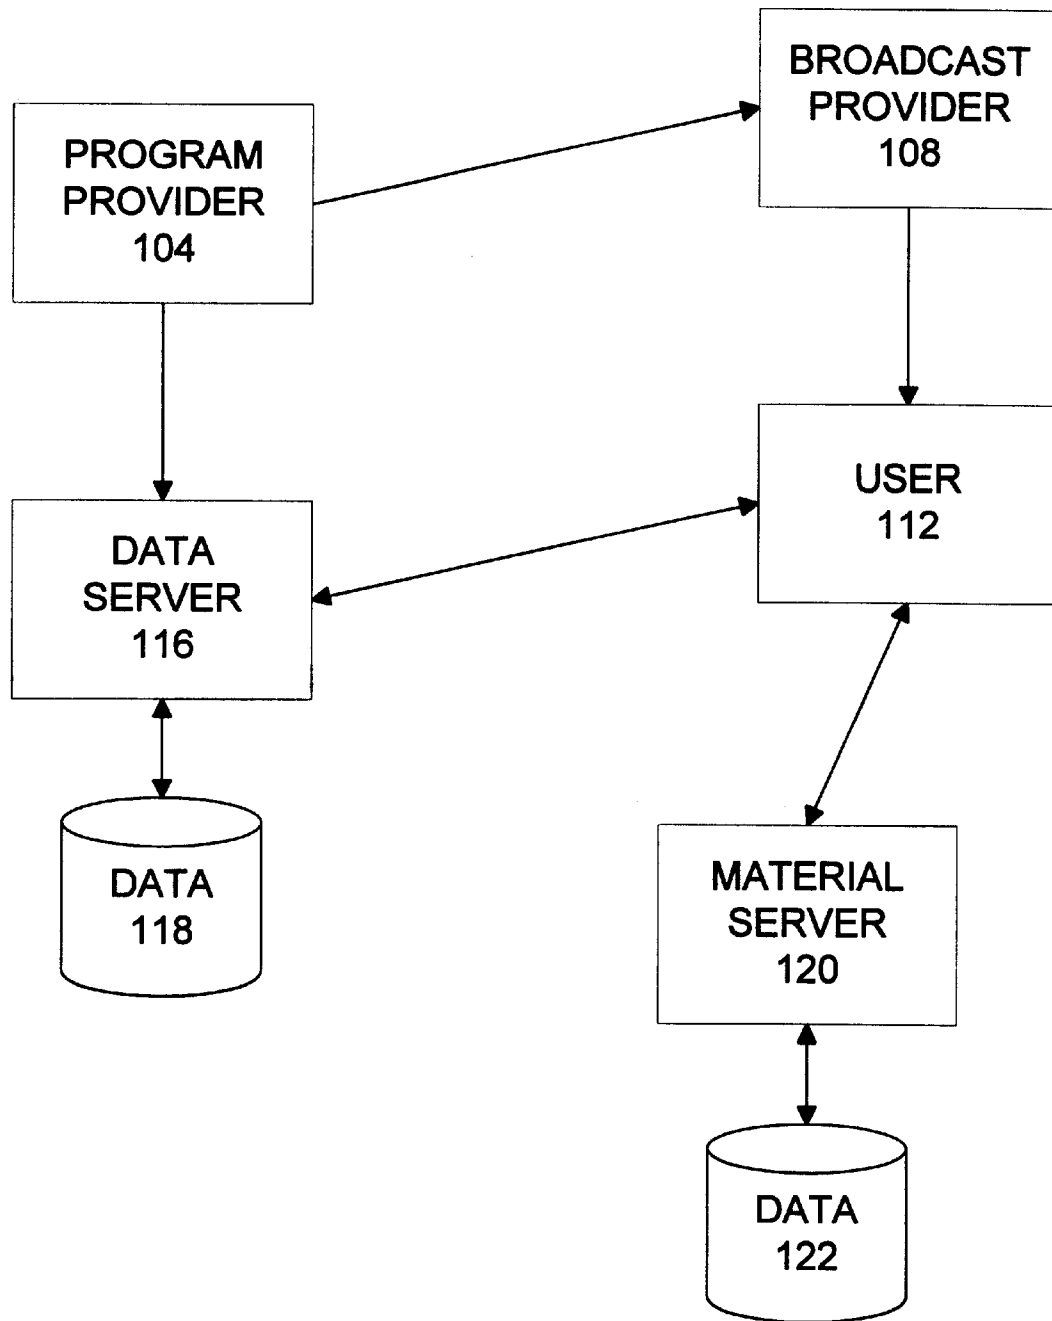 BROADCAST
PROVIDER
108
PROGRAM
PROVIDER
104
USER
112
DATA
SERVER
116
DATA
118
MATERIAL
SERVER
120
DATA
122